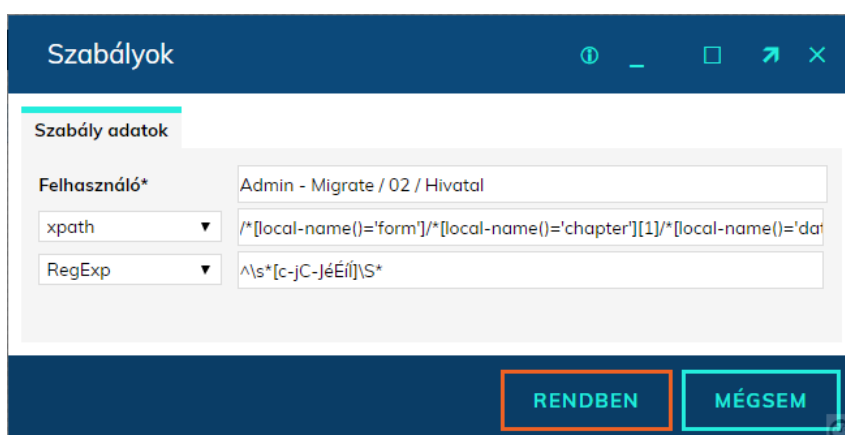 Szabályok
Szabály adatok
Felhasználó* Admin - Migrate / 02 / Hivatal
xpath /*[local-name()='form']/*[local-name()='chapter'][1]/*[local-name()='dat
RegExp ^\s*[c-jC-JéÉíÍ]\S*
RENDBEN MÉGSEM